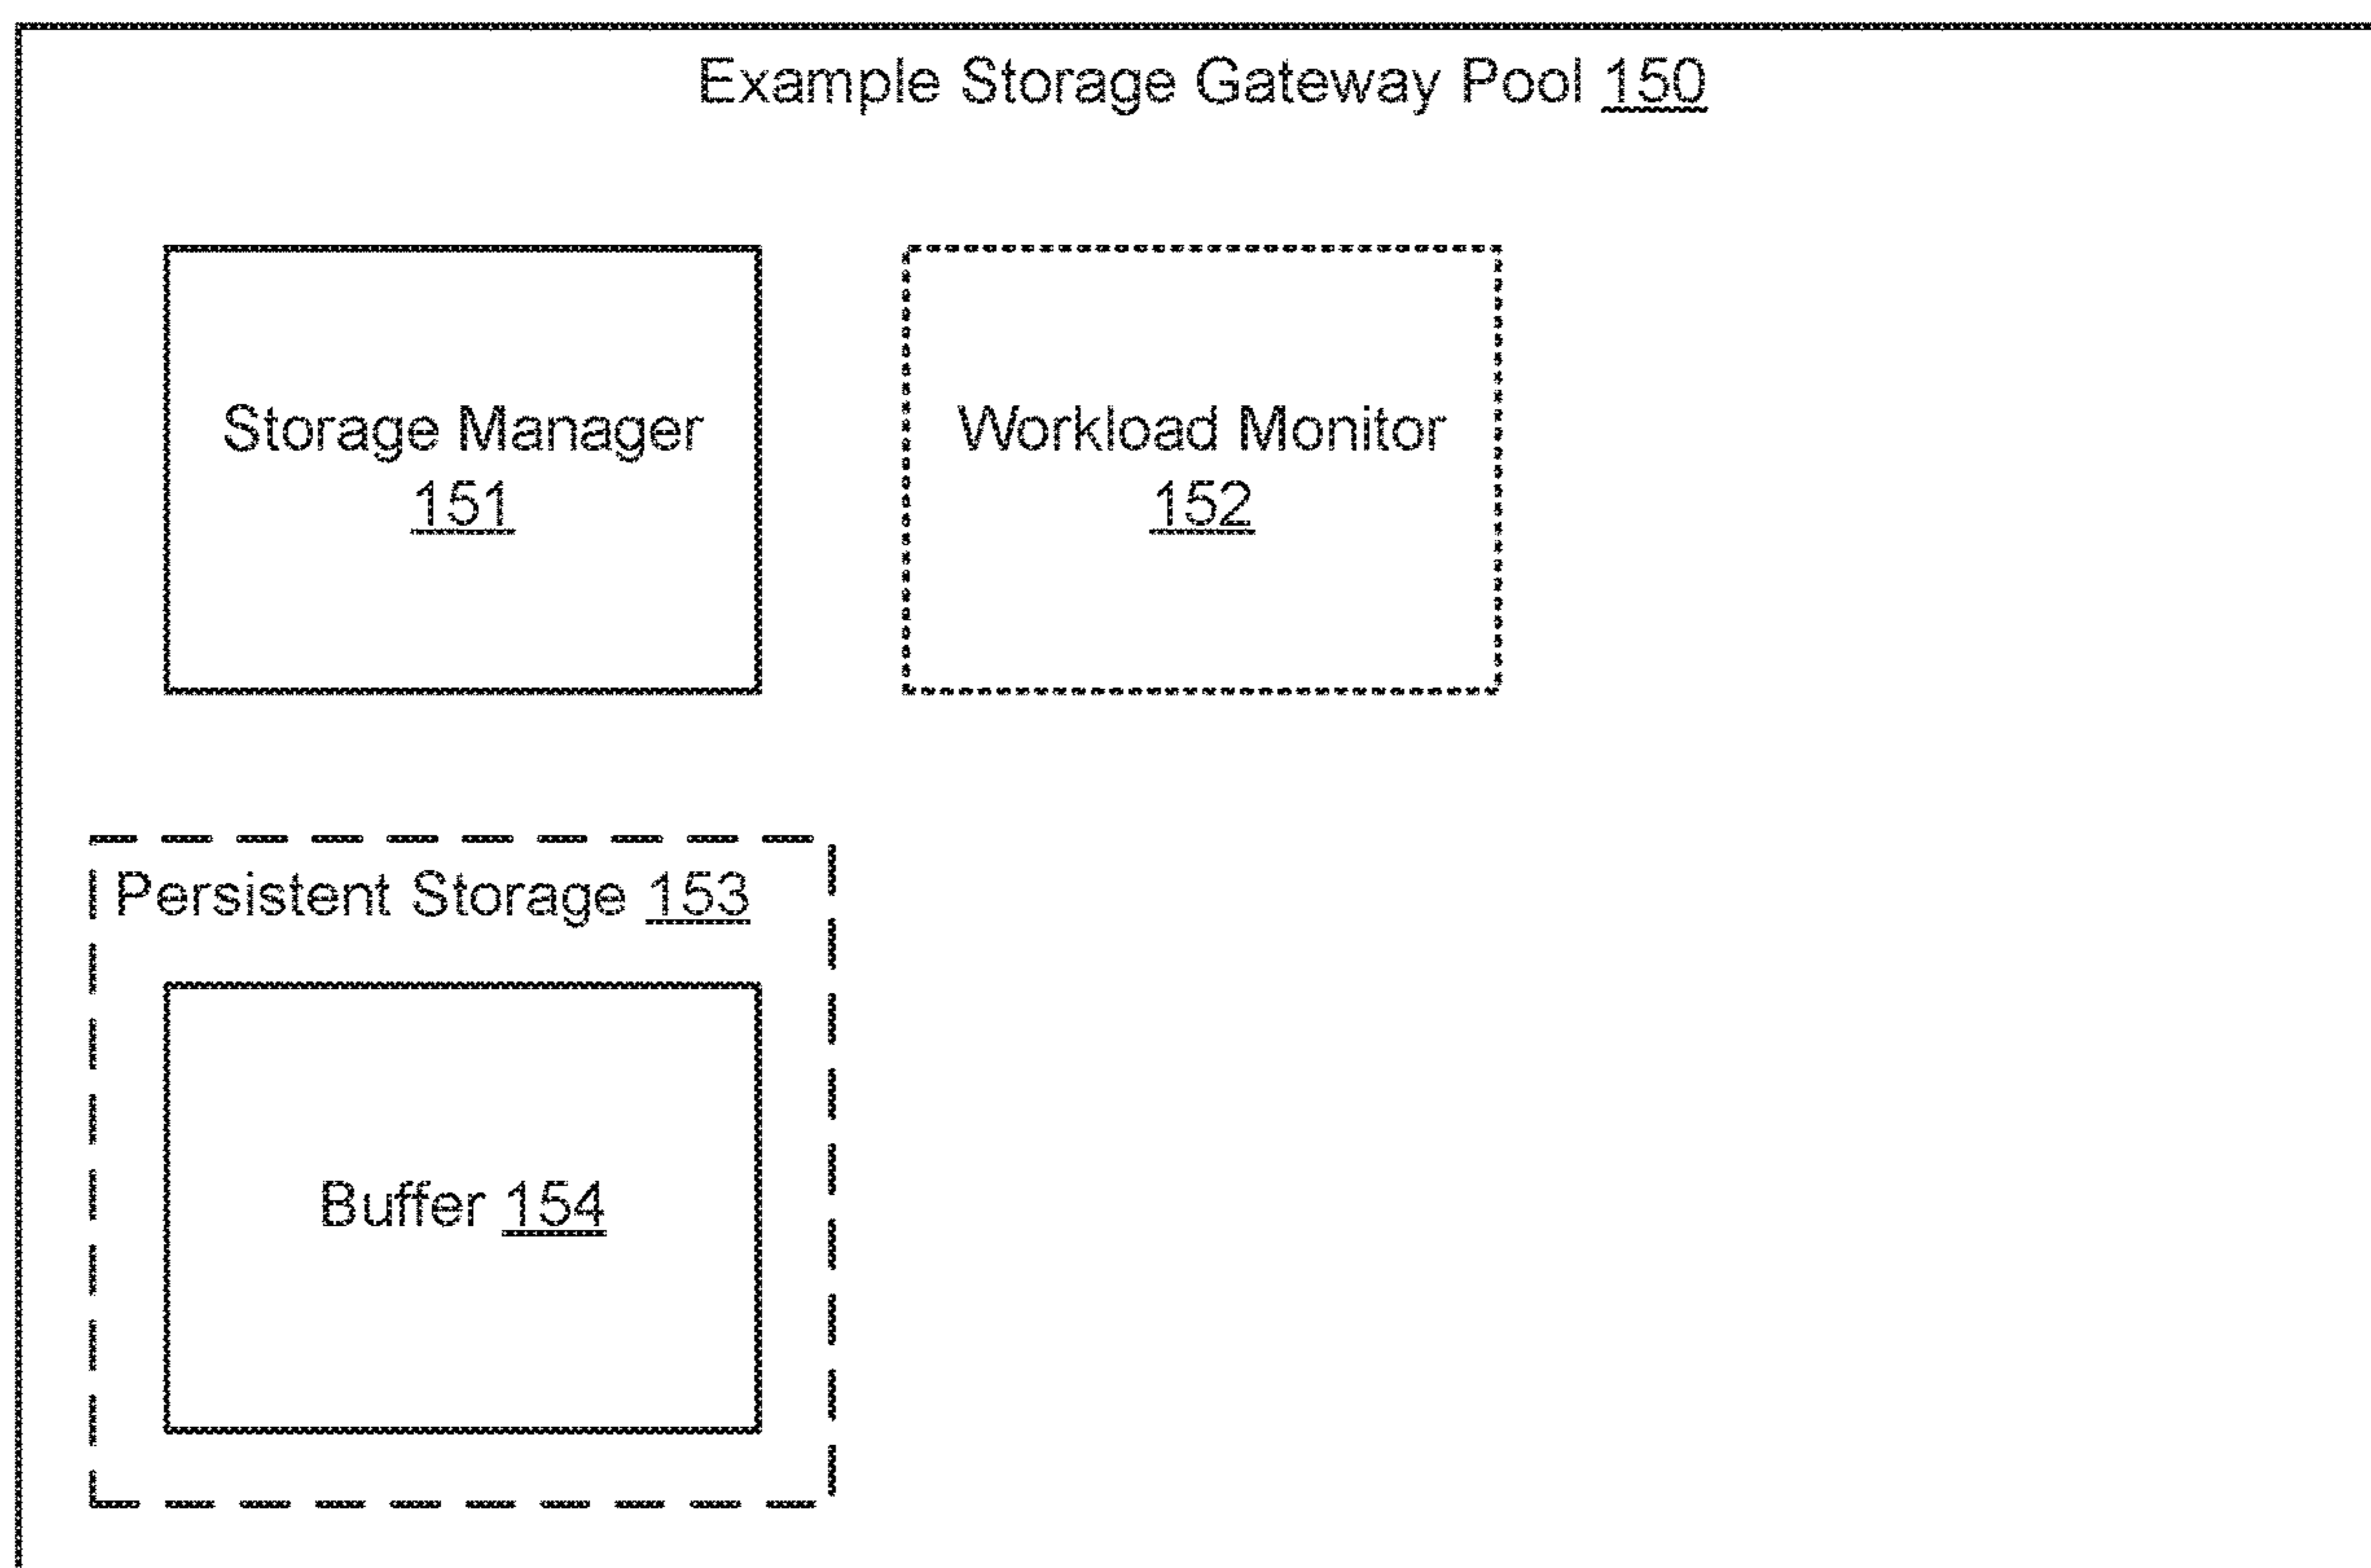 Example Storage Gateway Pool 150
Storage Manager
151
Workload Monitor
152
Persistent Storage 153
Buffer 154